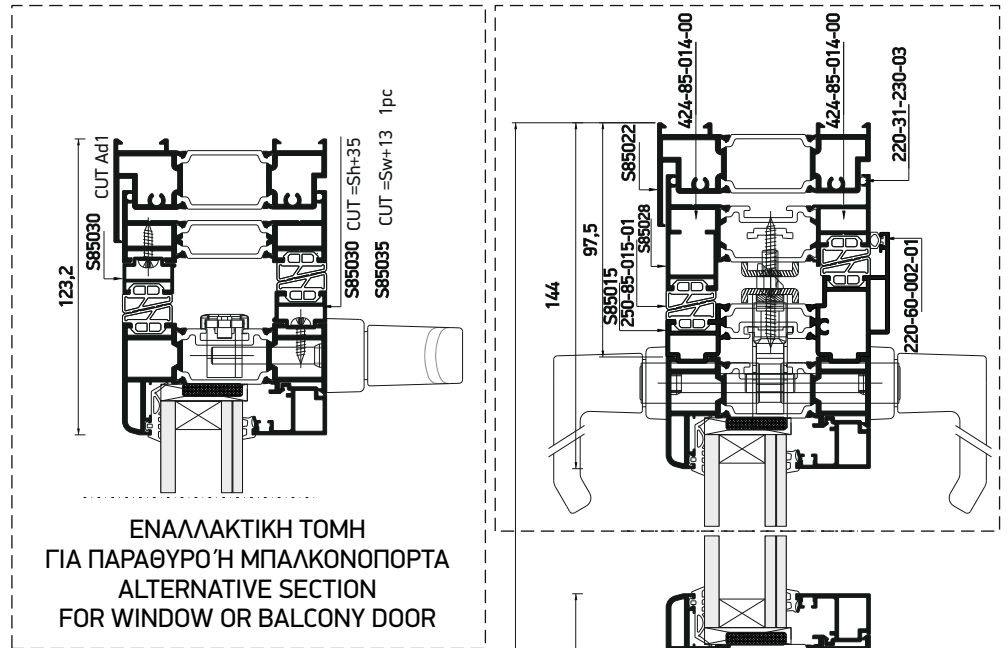 123,2
S85030 CUT Ad1
S85030 CUT =Sh+35
S85035 CUT =Sw+13 1pc
ΕΝΑΛΛΑΚΤΙΚΗ ΤΟΜΗ
ΓΙΑ ΠΑΡΑΘΥΡΟ Ή ΜΠΑΛΚΟΝΟΠΟΡΤΑ
ALTERNATIVE SECTION
FOR WINDOW OR BALCONY DOOR
144
97,5
S85022
S85028
250-85-015-01
S85015
424-85-014-00
424-85-014-00
220-31-230-03
220-60-002-01